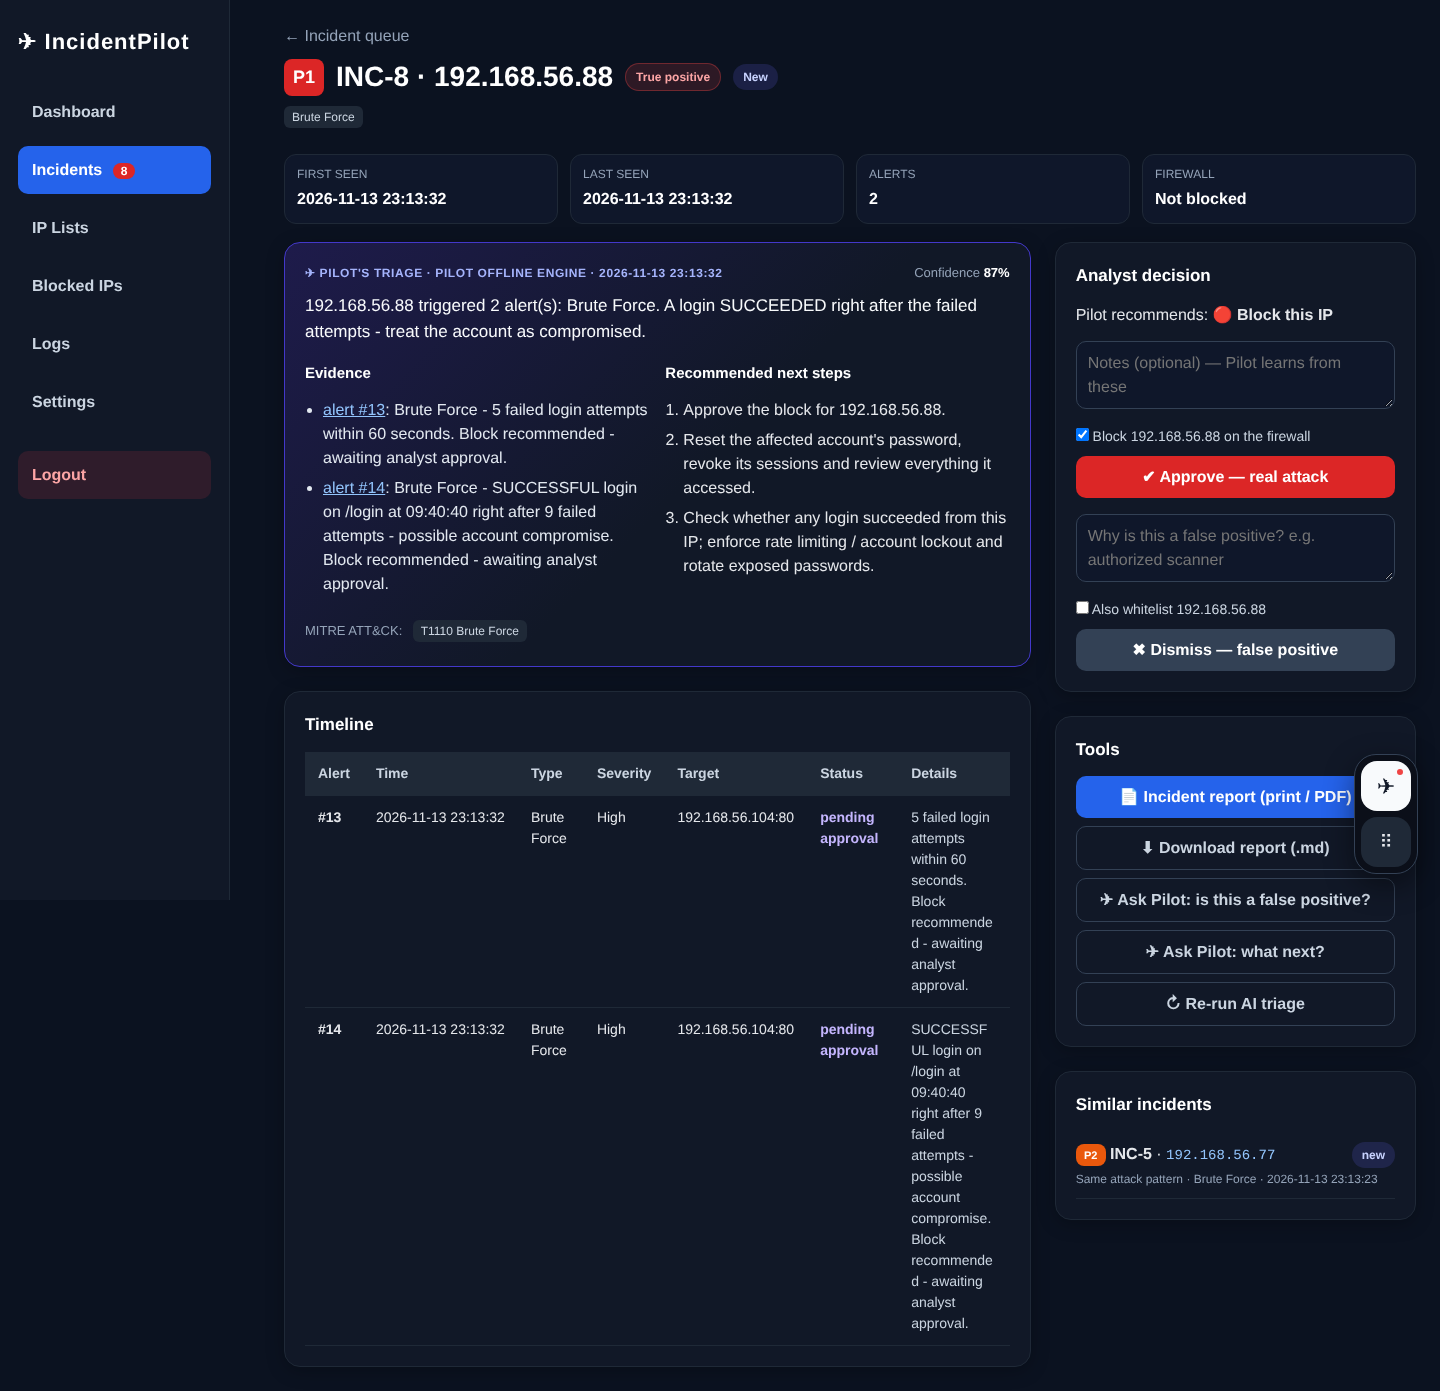 ✈ IncidentPilot
Dashboard
Incidents 8
IP Lists
Blocked IPs
Logs
Settings
Logout
← Incident queue
P1 INC-8 · 192.168.56.88 True positive New
Brute Force
FIRST SEEN
2026-11-13 23:13:32
LAST SEEN
2026-11-13 23:13:32
ALERTS
2
FIREWALL
Not blocked
✈ PILOT'S TRIAGE · PILOT OFFLINE ENGINE · 2026-11-13 23:13:32
Confidence 87%
192.168.56.88 triggered 2 alert(s): Brute Force. A login SUCCEEDED right after the failed
attempts - treat the account as compromised.
Evidence
• alert #13: Brute Force - 5 failed login attempts
within 60 seconds. Block recommended -
awaiting analyst approval.
• alert #14: Brute Force - SUCCESSFUL login
on /login at 09:40:40 right after 9 failed
attempts - possible account compromise.
Block recommended - awaiting analyst
approval.
Recommended next steps
1. Approve the block for 192.168.56.88.
2. Reset the affected account's password,
revoke its sessions and review everything it
accessed.
3. Check whether any login succeeded from this
IP; enforce rate limiting / account lockout and
rotate exposed passwords.
MITRE ATT&CK: T1110 Brute Force
Timeline
Alert Time Type Severity Target Status Details
#13 2026-11-13 23:13:32 Brute High 192.168.56.104:80 pending 5 failed login
Force approval attempts
within 60
seconds.
Block
recommende
d - awaiting
analyst
approval.
#14 2026-11-13 23:13:32 Brute High 192.168.56.104:80 pending SUCCESSF
Force approval UL login on
/login at
09:40:40
right after 9
failed
attempts -
possible
account
compromise.
Block
recommende
d - awaiting
analyst
approval.
Analyst decision
Pilot recommends: 🔴 Block this IP
Notes (optional) — Pilot learns from
these
Block 192.168.56.88 on the firewall
✔ Approve — real attack
Why is this a false positive? e.g.
authorized scanner
Also whitelist 192.168.56.88
✖ Dismiss — false positive
Tools
📄 Incident report (print / PDF)
⬇ Download report (.md)
✈ Ask Pilot: is this a false positive?
✈ Ask Pilot: what next?
↻ Re-run AI triage
Similar incidents
P2 INC-5 · 192.168.56.77 new
Same attack pattern · Brute Force · 2026-11-13 23:13:23